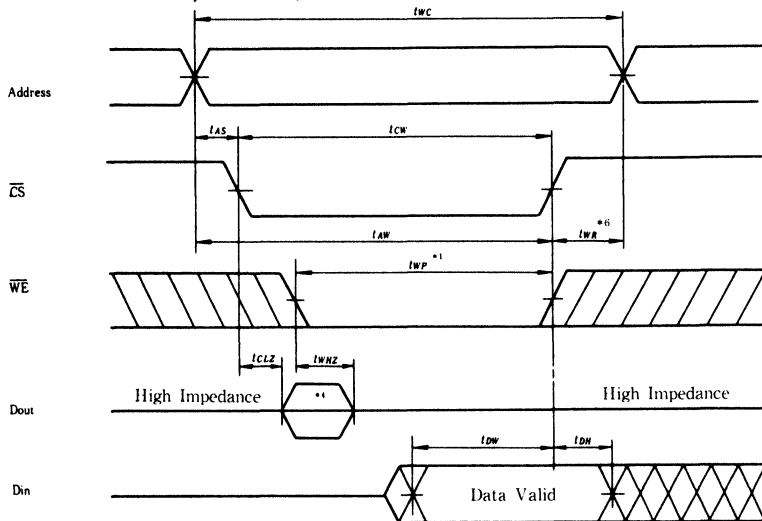 tWC
Address
tAS
tCW
CS
tAW
tWR *6
tWP *1
WE
tCLZ
tWHZ
High Impedance
*4
High Impedance
Dout
tDW
tDH
Din
Data Valid